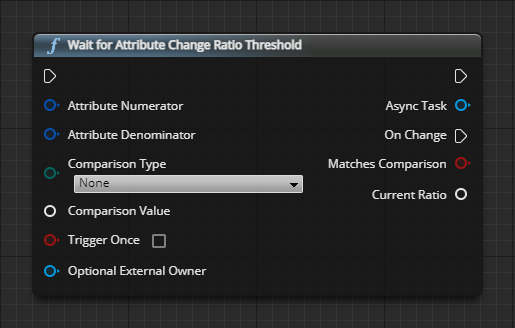 f Wait for Attribute Change Ratio Threshold
Attribute Numerator
Async Task
Attribute Denominator
On Change
Comparison Type
Matches Comparison
None
Current Ratio
Comparison Value
Trigger Once
Optional External Owner